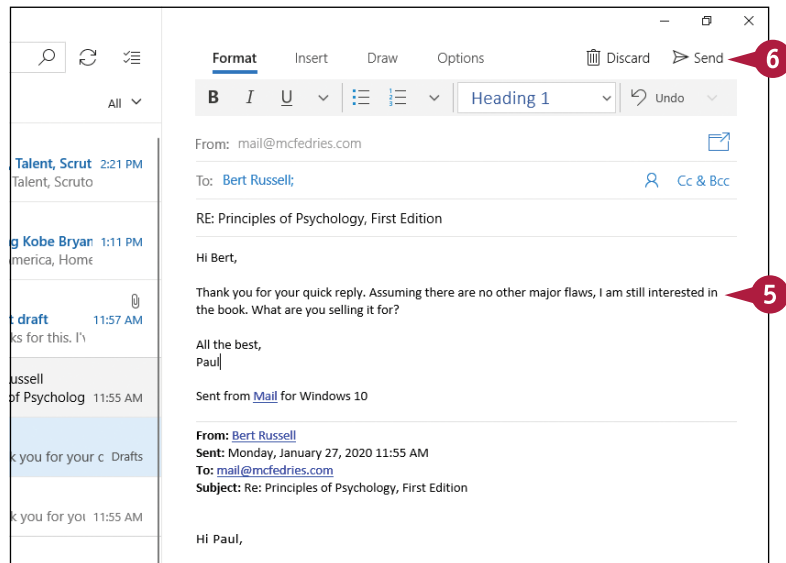 Format Insert Draw Options Discard Send 6
All
B I U Heading 1 Undo
From: mail@mcfedries.com
To: Bert Russell; Cc & Bcc
RE: Principles of Psychology, First Edition
Hi Bert,
Thank you for your quick reply. Assuming there are no other major flaws, I am still interested in 5
the book. What are you selling it for?
All the best,
Paul
Sent from Mail for Windows 10
From: Bert Russell
Sent: Monday, January 27, 2020 11:55 AM
To: mail@mcfedries.com
Subject: Re: Principles of Psychology, First Edition
Hi Paul,
, Talent, Scrut 2:21 PM
Talent, Scruto
g Kobe Bryan 1:11 PM
merica, Home
t draft 11:57 AM
ks for this. I'v
ussell
of Psycholog 11:55 AM
k you for your c Drafts
k you for you 11:55 AM